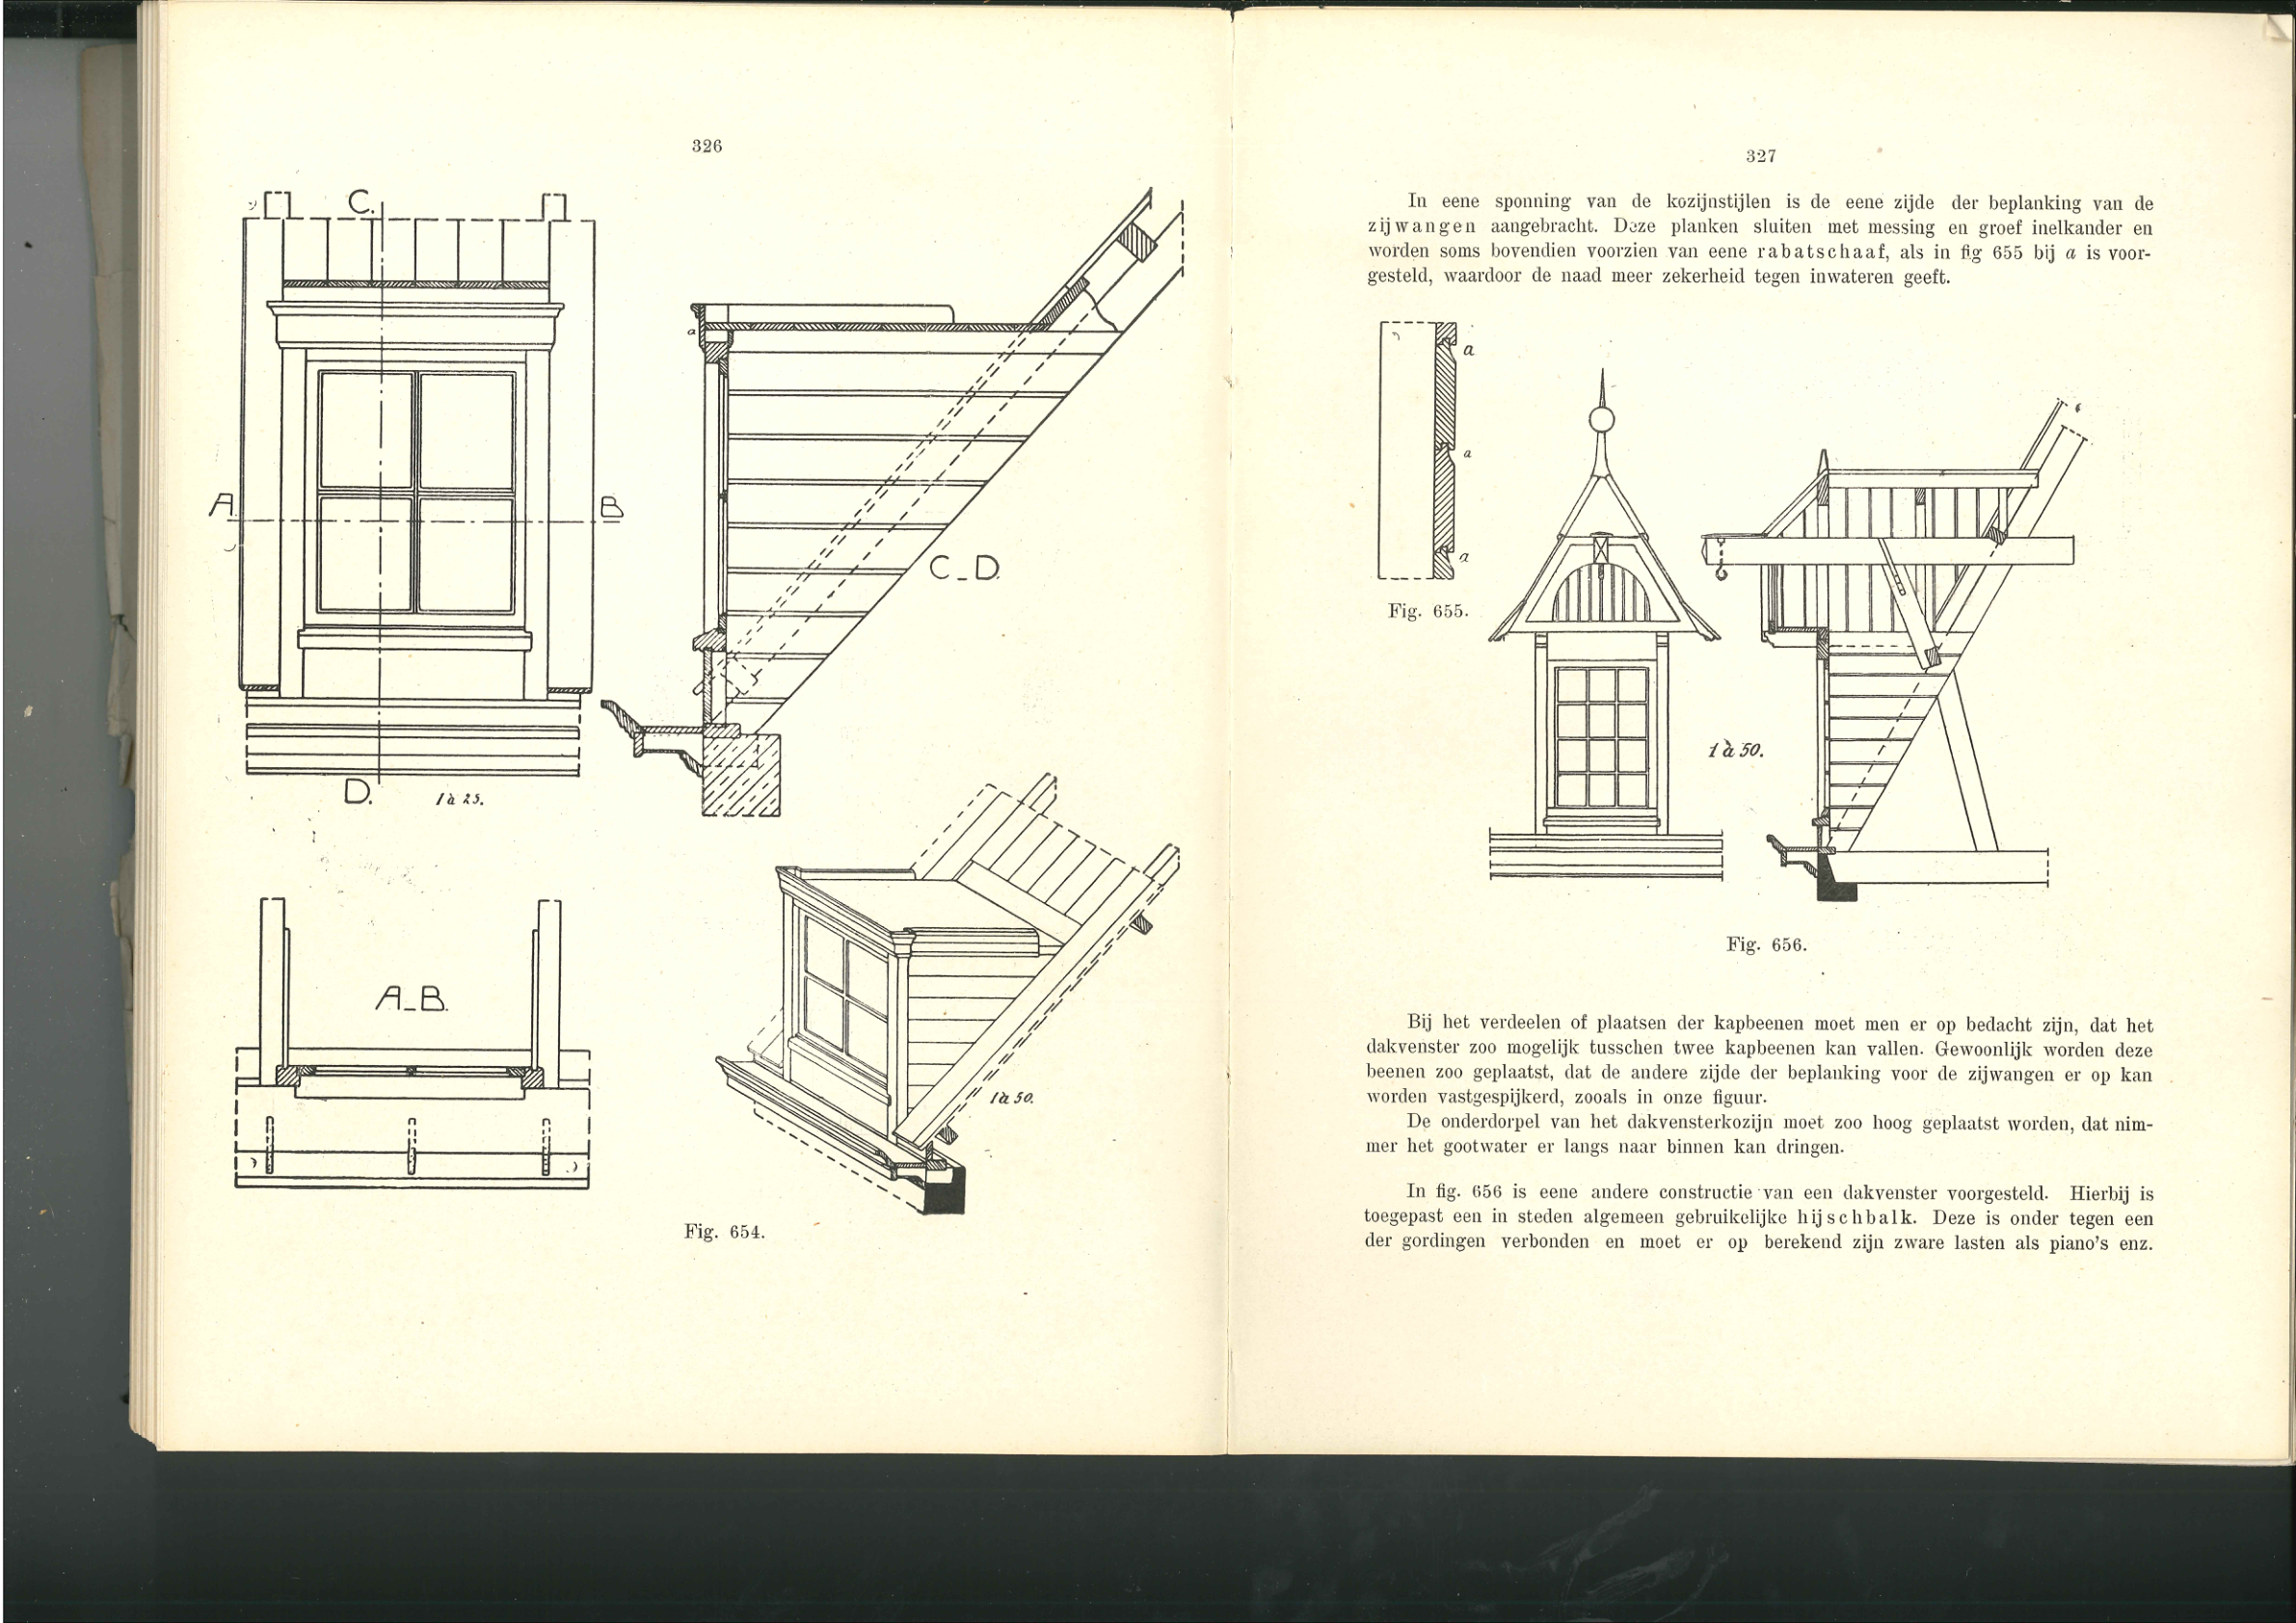 326
C.
a
A.
B
C_D.
D.
1 à 25.
A_B.
1 à 50.
Fig. 654.
327
In eene sponning van de kozijnstijlen is de eene zijde der beplanking van de
zijwangen aangebracht. Deze planken sluiten met messing en groef inelkander en
worden soms bovendien voorzien van eene rabatschaaf, als in fig 655 bij a is voor-
gesteld, waardoor de naad meer zekerheid tegen inwateren geeft.
a
a
a
Fig. 655.
1 à 50.
Fig. 656.
Bij het verdeelen of plaatsen der kapbeenen moet men er op bedacht zijn, dat het
dakvenster zoo mogelijk tusschen twee kapbeenen kan vallen. Gewoonlijk worden deze
beenen zoo geplaatst, dat de andere zijde der beplanking voor de zijwangen er op kan
worden vastgespijkerd, zooals in onze figuur.
De onderdorpel van het dakvensterkozijn moet zoo hoog geplaatst worden, dat nim-
mer het gootwater er langs naar binnen kan dringen.
In fig. 656 is eene andere constructie van een dakvenster voorgesteld. Hierbij is
toegepast een in steden algemeen gebruikelijke hijschbalk. Deze is onder tegen een
der gordingen verbonden en moet er op berekend zijn zware lasten als piano's enz.